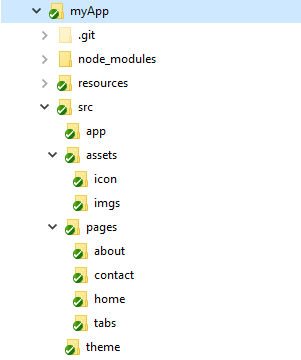 myApp
.git
node_modules
resources
src
app
assets
icon
imgs
pages
about
contact
home
tabs
theme